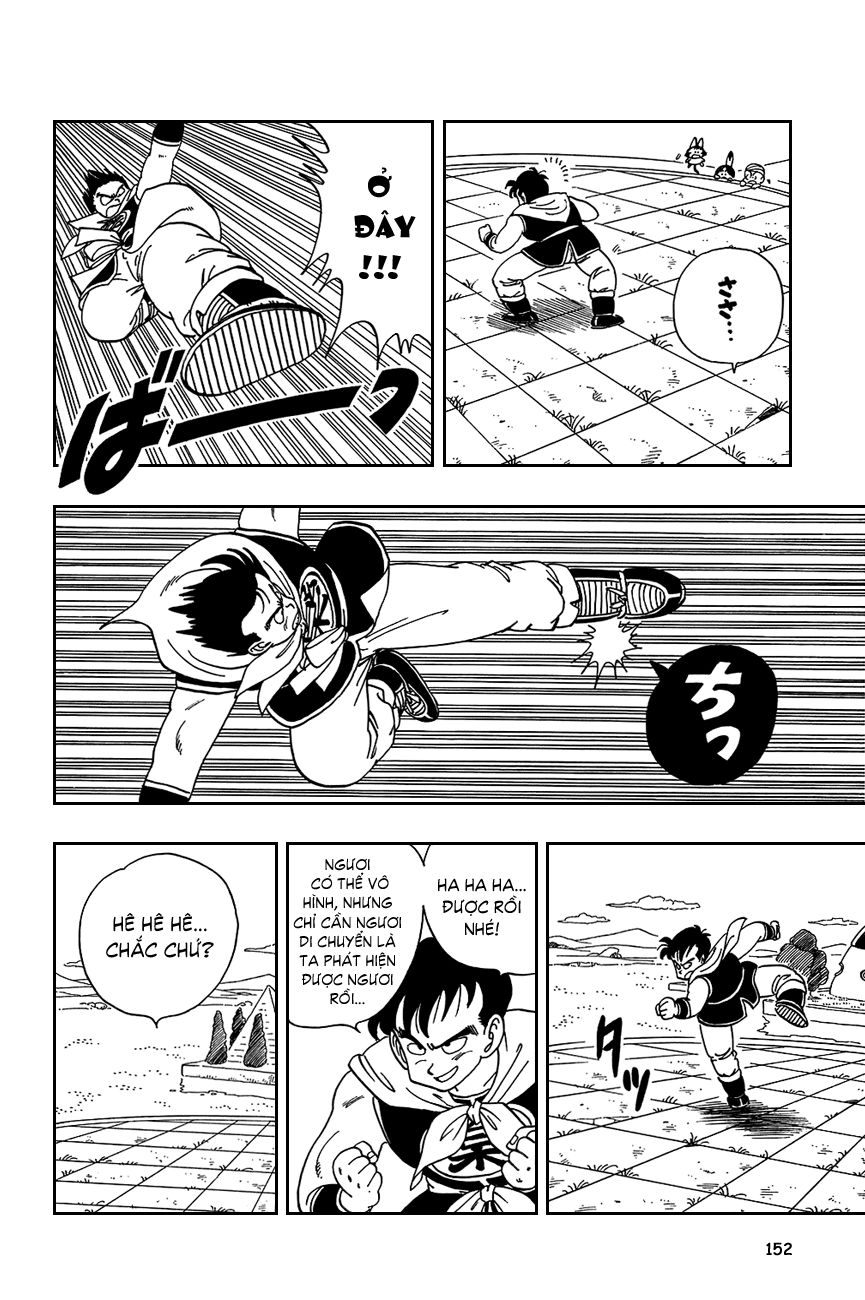 ささ…
Ở
ĐÂY
!!!
ばーっ
ちっ
タッ
HA HA HA...
ĐƯỢC RỒI
NHÉ!
NGƯƠI
CÓ THỂ VÔ
HÌNH, NHƯNG
CHỈ CẦN NGƯƠI
DI CHUYỂN LÀ
TA PHÁT HIỆN
ĐƯỢC NGƯƠI
RỒI...
HÊ HÊ HÊ...
CHẮC CHỨ?
152